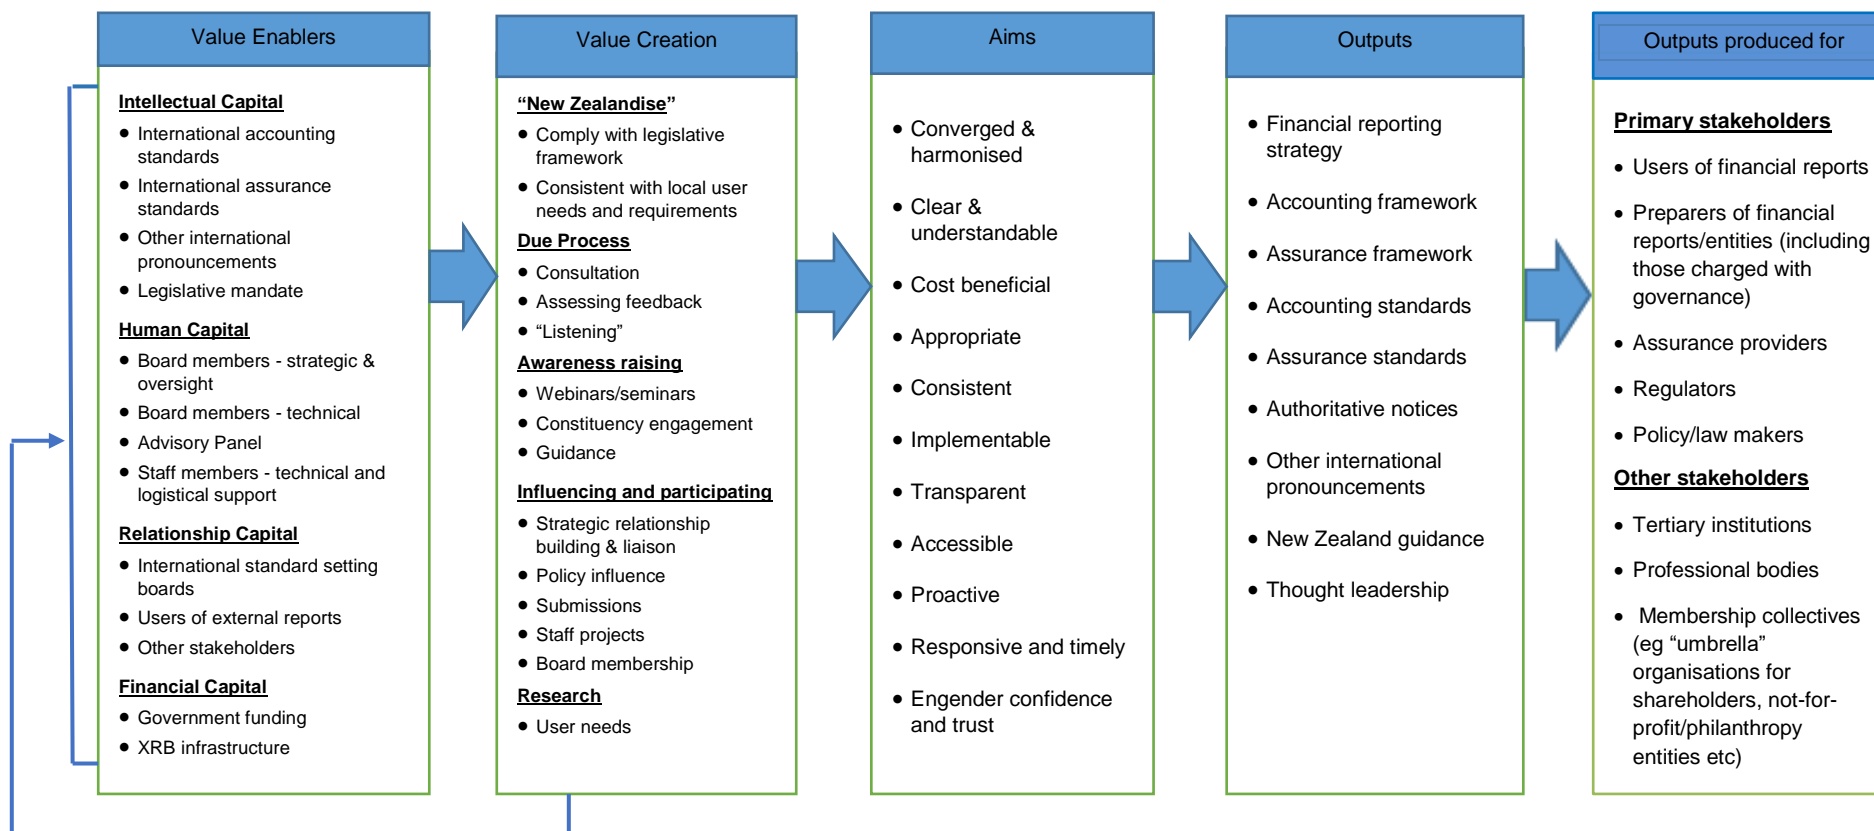 Value Enablers
Intellectual Capital
• International accounting
standards
• International assurance
standards
• Other international
pronouncements
• Legislative mandate
Human Capital
• Board members - strategic &
oversight
• Board members - technical
• Advisory Panel
• Staff members - technical and
logistical support
Relationship Capital
• International standard setting
boards
• Users of external reports
• Other stakeholders
Financial Capital
• Government funding
• XRB infrastructure
Value Creation
“New Zealandise”
• Comply with legislative
framework
• Consistent with local user
needs and requirements
Due Process
• Consultation
• Assessing feedback
• “Listening”
Awareness raising
• Webinars/seminars
• Constituency engagement
• Guidance
Influencing and participating
• Strategic relationship
building & liaison
• Policy influence
• Submissions
• Staff projects
• Board membership
Research
• User needs
Aims
• Converged &
harmonised
• Clear &
understandable
• Cost beneficial
• Appropriate
• Consistent
• Implementable
• Transparent
• Accessible
• Proactive
• Responsive and timely
• Engender confidence
and trust
Outputs
• Financial reporting
strategy
• Accounting framework
• Assurance framework
• Accounting standards
• Assurance standards
• Authoritative notices
• Other international
pronouncements
• New Zealand guidance
• Thought leadership
Outputs produced for
Primary stakeholders
• Users of financial reports
• Preparers of financial
reports/entities (including
those charged with
governance)
• Assurance providers
• Regulators
• Policy/law makers
Other stakeholders
• Tertiary institutions
• Professional bodies
• Membership collectives
(eg “umbrella”
organisations for
shareholders, not-for-
profit/philanthropy
entities etc)